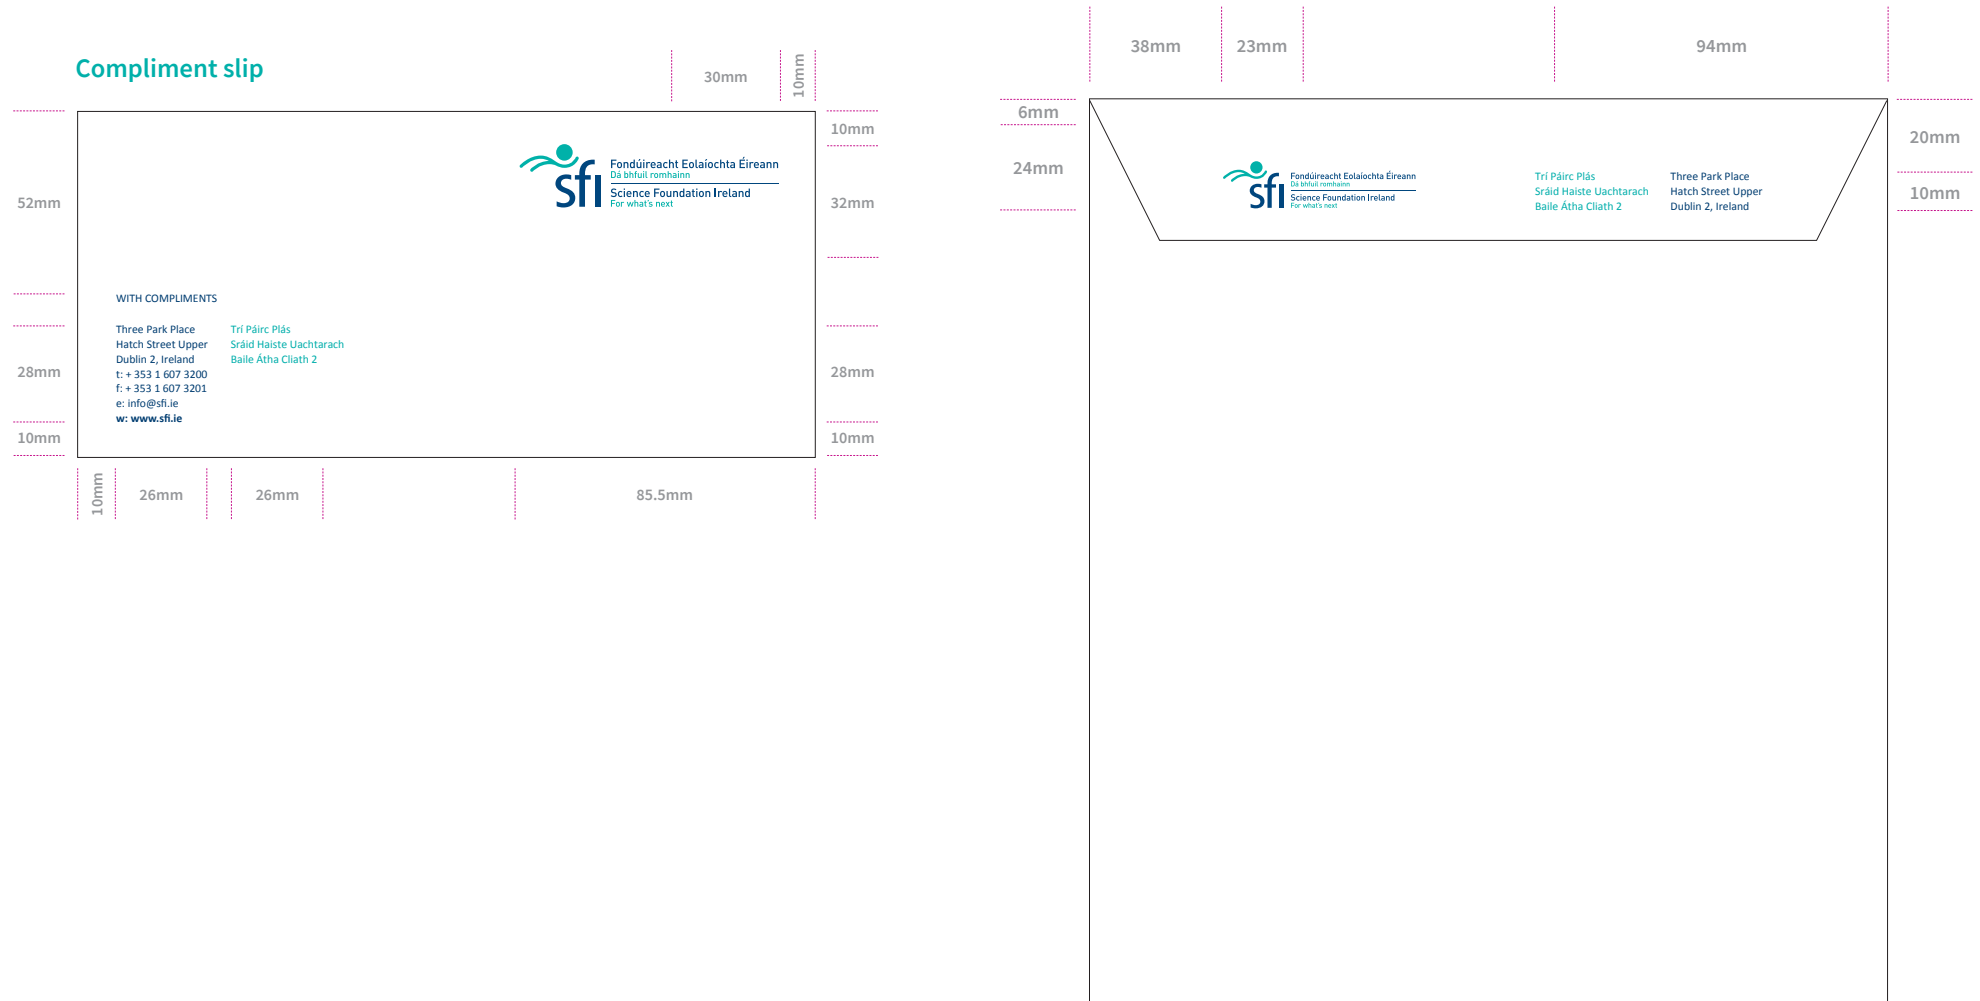 Compliment slip
30mm
10mm
52mm
28mm
10mm
10mm
32mm
28mm
10mm
sfi
Fondúireacht Eolaíochta Éireann
Dá bhfuil romhainn
Science Foundation Ireland
For what's next
WITH COMPLIMENTS
Three Park Place
Hatch Street Upper
Dublin 2, Ireland
t: + 353 1 607 3200
f: + 353 1 607 3201
e: info@sfi.ie
w: www.sfi.ie
Trí Páirc Plás
Sráid Haiste Uachtarach
Baile Átha Cliath 2
10mm
26mm
26mm
85.5mm
38mm
23mm
94mm
6mm
24mm
20mm
10mm
sfi
Fondúireacht Eolaíochta Éireann
Dá bhfuil romhainn
Science Foundation Ireland
For what's next
Trí Páirc Plás
Sráid Haiste Uachtarach
Baile Átha Cliath 2
Three Park Place
Hatch Street Upper
Dublin 2, Ireland